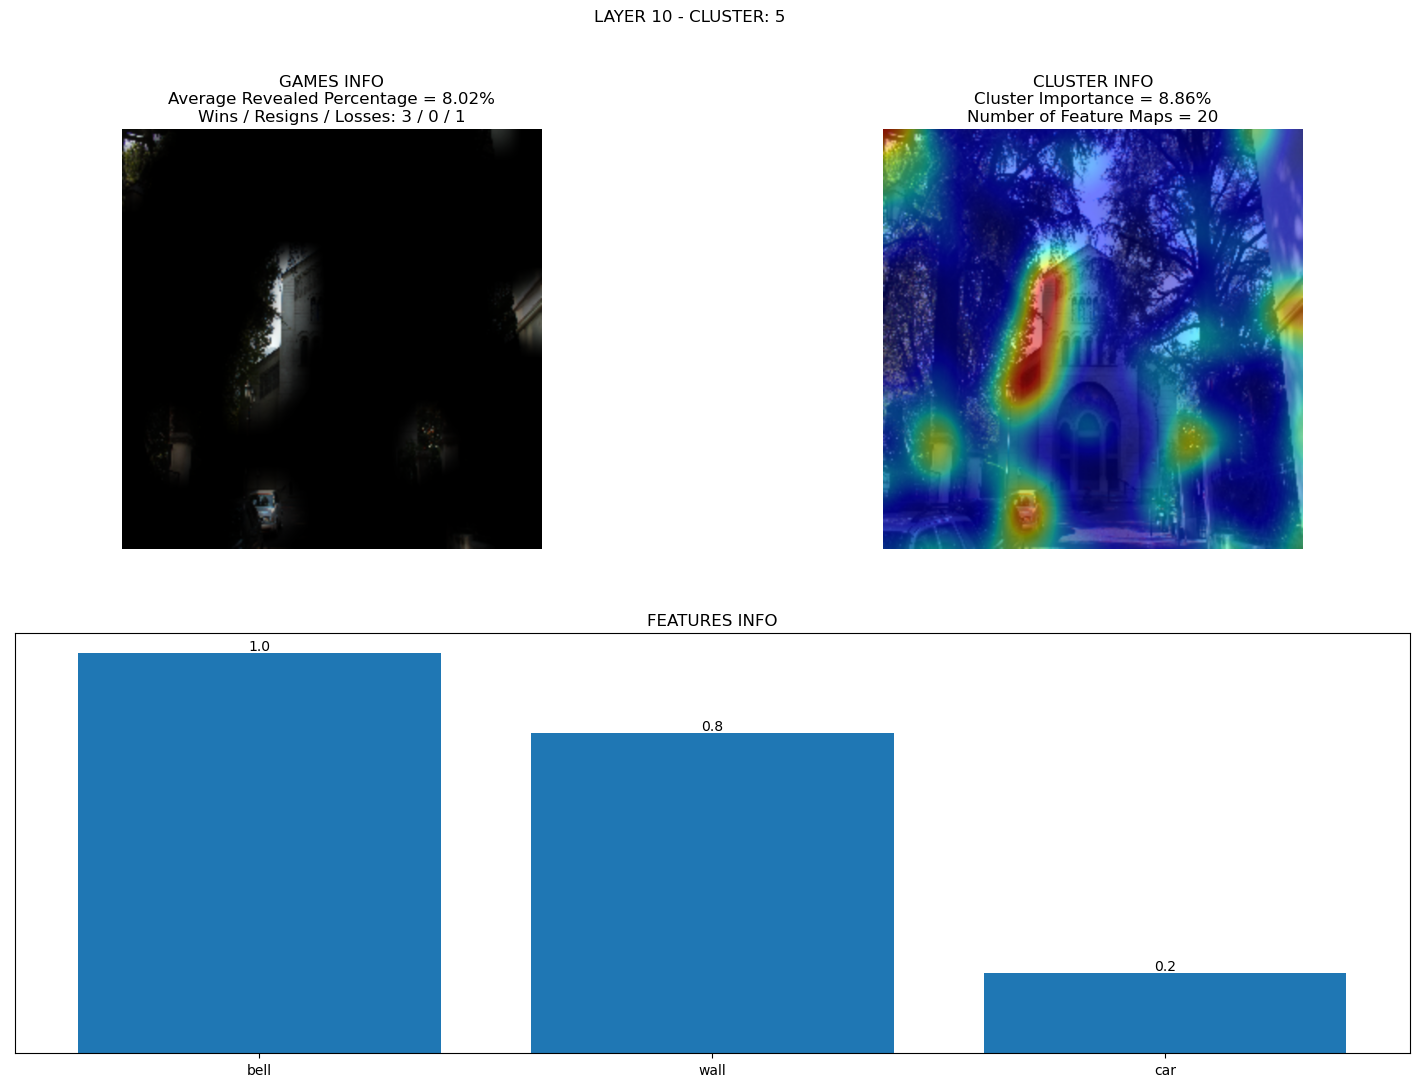 LAYER 10 - CLUSTER: 5
GAMES INFO
Average Revealed Percentage = 8.02%
Wins / Resigns / Losses: 3 / 0 / 1
CLUSTER INFO
Cluster Importance = 8.86%
Number of Feature Maps = 20
FEATURES INFO
1.0
0.8
0.2
bell
wall
car